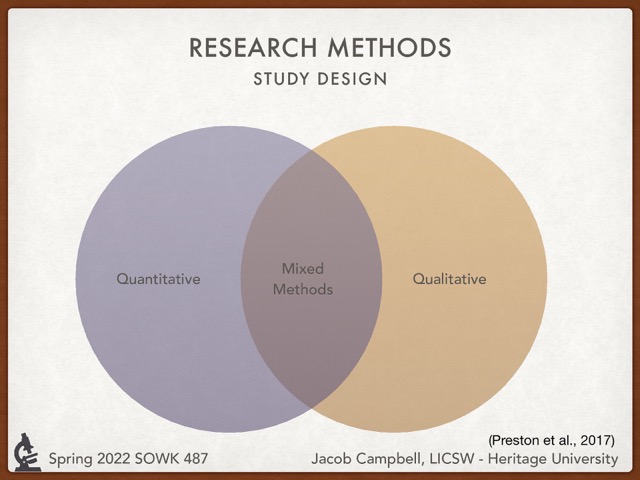 RESEARCH METHODS
STUDY DESIGN
Quantitative
Mixed
Methods
Qualitative
(Preston et al., 2017)
Spring 2022 SOWK 487
Jacob Campbell, LICSW - Heritage University